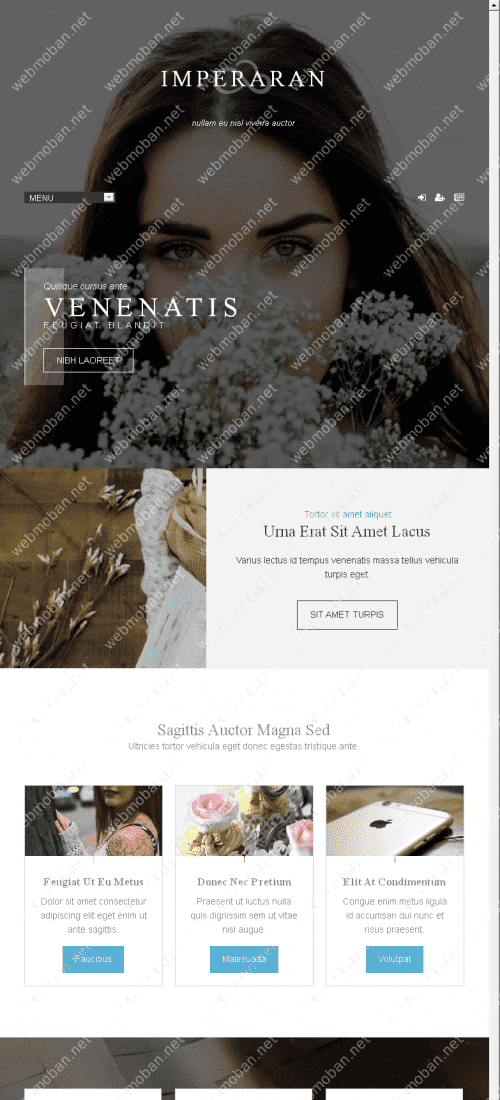 IMPERARAN
nullam eu nisl viverra auctor
MENU
Quisque cursus ante
VENENATIS
FEUGIAT BLANDIT
NIBH LAOREET
Tortor sit amet aliquet
Urna Erat Sit Amet Lacus
Varius lectus id tempus venenatis massa tellus vehicula
turpis eget.
SIT AMET TURPIS
Sagittis Auctor Magna Sed
Ultricies tortor vehicula eget donec egestas tristique ante.
Feugiat Ut Eu Metus
Dolor sit amet consectetur
adipiscing elit eget enim ut
ante sagittis.
Faucibus
Donec Nec Pretium
Praesent ut luctus nulla
quis dignissim sem ut vitae
nisl augue.
Malesuada
Elit At Condimentum
Congue enim metus ligula
id accumsan dui nunc et
risus praesent.
Volutpat
webmoban.net